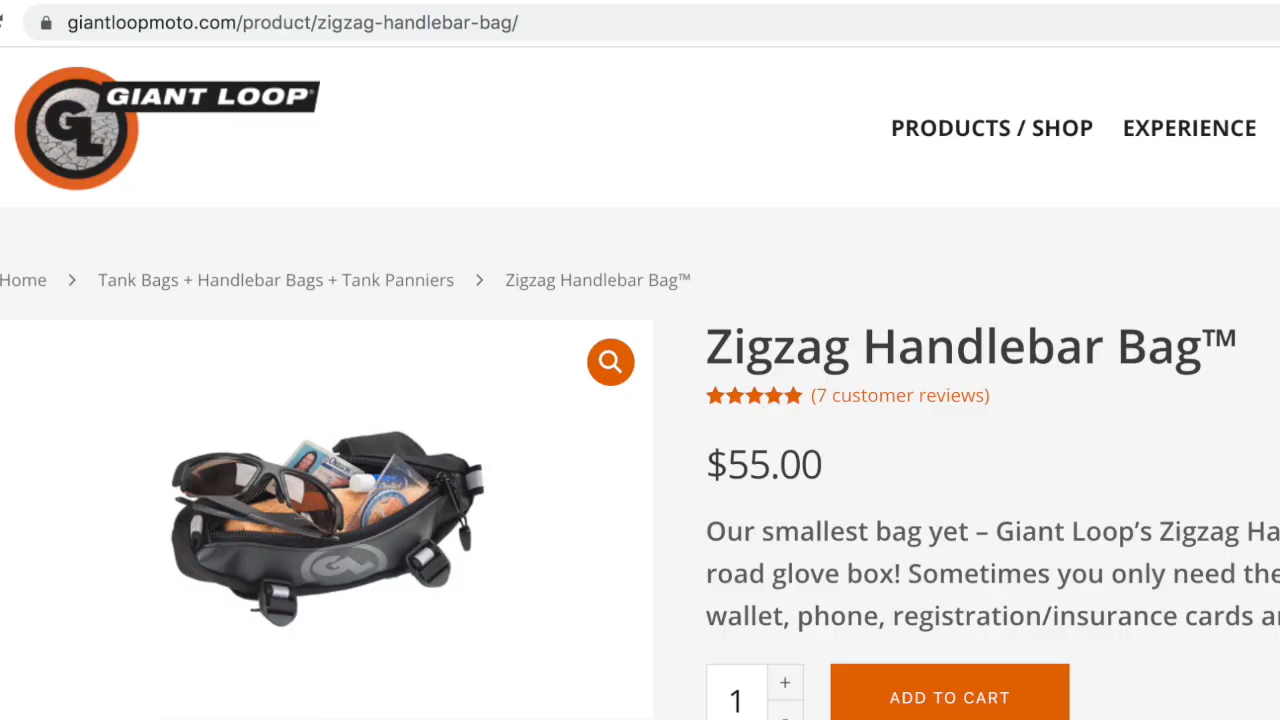 giantloopmoto.com/product/zigzag-handlebar-bag/
GL GIANT LOOP®
PRODUCTS / SHOP EXPERIENCE
Home > Tank Bags + Handlebar Bags + Tank Panniers > Zigzag Handlebar Bag™
Zigzag Handlebar Bag™
(7 customer reviews)
$55.00
Our smallest bag yet – Giant Loop’s Zigzag Ha
road glove box! Sometimes you only need the
wallet, phone, registration/insurance cards a
GL
1 +
-
ADD TO CART